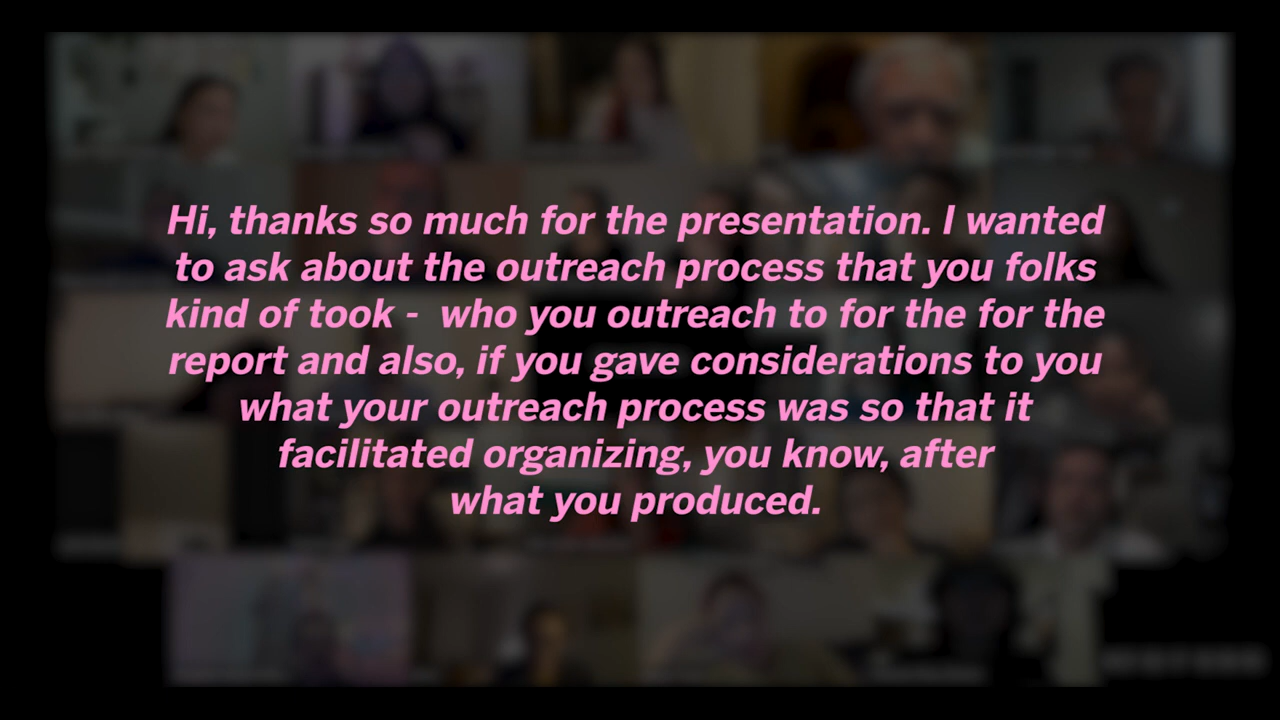 Hi, thanks so much for the presentation. I wanted
to ask about the outreach process that you folks
kind of took -  who you outreach to for the for the
report and also, if you gave considerations to you
what your outreach process was so that it
facilitated organizing, you know, after
what you produced.